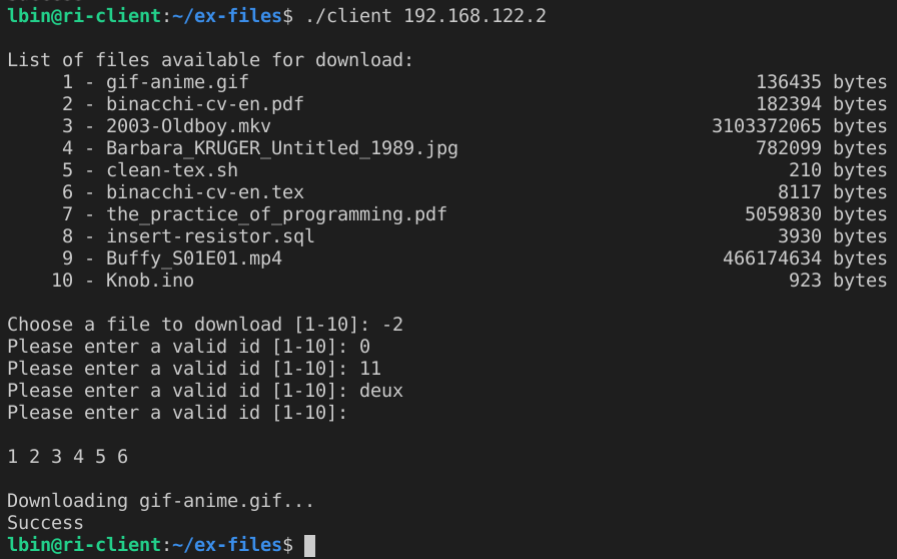 lbin@ri-client:~/ex-files$ ./client 192.168.122.2
List of files available for download:
1 - gif-anime.gif 136435 bytes
2 - binacchi-cv-en.pdf 182394 bytes
3 - 2003-Oldboy.mkv 3103372065 bytes
4 - Barbara_KRUGER_Untitled_1989.jpg 782099 bytes
5 - clean-tex.sh 210 bytes
6 - binacchi-cv-en.tex 8117 bytes
7 - the_practice_of_programming.pdf 5059830 bytes
8 - insert-resistor.sql 3930 bytes
9 - Buffy_S01E01.mp4 466174634 bytes
10 - Knob.ino 923 bytes
Choose a file to download [1-10]: -2
Please enter a valid id [1-10]: 0
Please enter a valid id [1-10]: 11
Please enter a valid id [1-10]: deux
Please enter a valid id [1-10]:
1 2 3 4 5 6
Downloading gif-anime.gif...
Success
lbin@ri-client:~/ex-files$